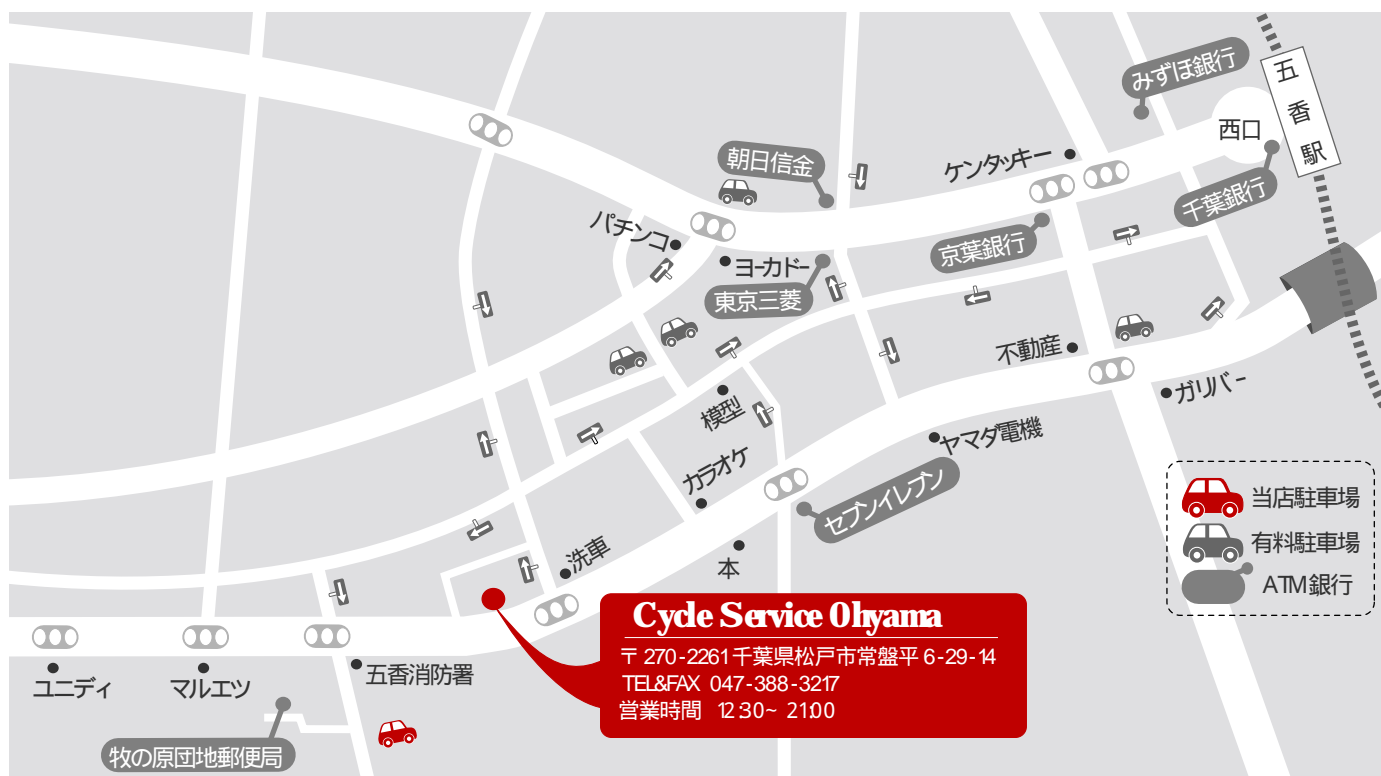 みずほ銀行
五香駅
西口
朝日信金
ケンタッキー
千葉銀行
パチンコ
京葉銀行
ヨーカドー
東京三菱
不動産
ガリバー
模型
ヤマダ電機
カラオケ
セブンイレブン
当店駐車場
有料駐車場
ATM銀行
洗車
本
Cycle Service Ohyama
〒270-2261千葉県松戸市常盤平6-29-14
TEL&FAX 047-388-3217
営業時間 12:30~ 21:00
五香消防署
ユニディ
マルエツ
牧の原団地郵便局